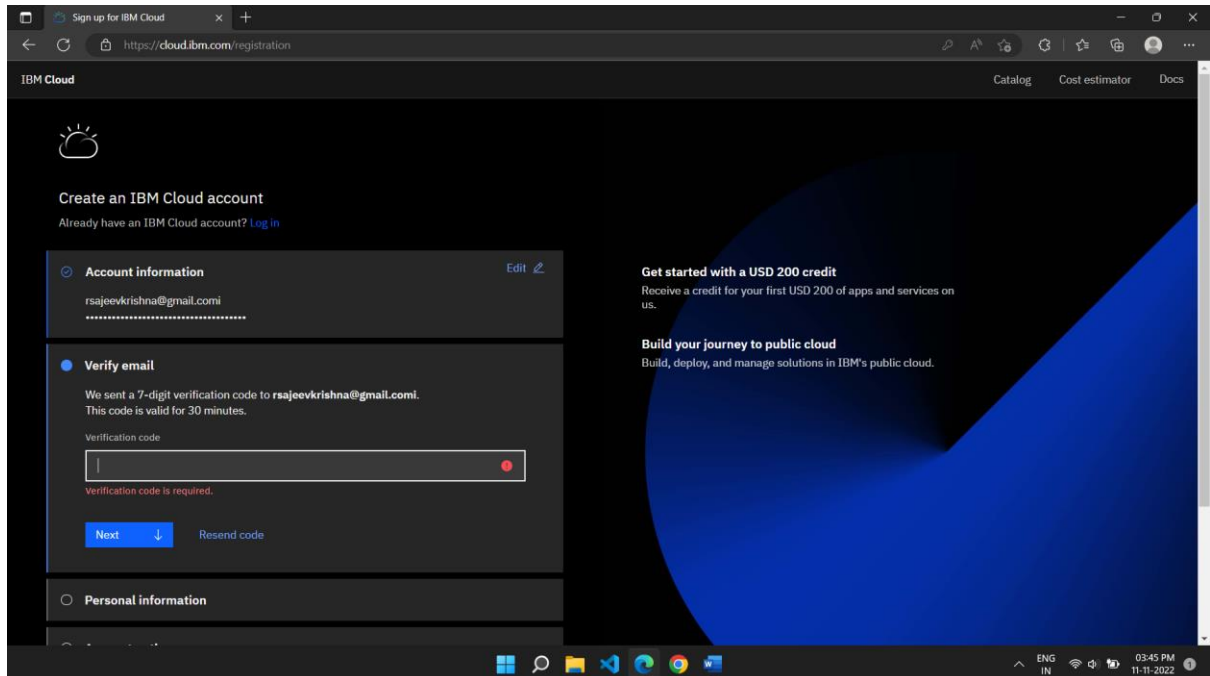 Sign up for IBM Cloud
https://cloud.ibm.com/registration
IBM Cloud
Catalog Cost estimator Docs
Create an IBM Cloud account
Already have an IBM Cloud account? Log in
Account information Edit
rsajeevkrishna@gmail.comi
Verify email
We sent a 7-digit verification code to rsajeevkrishna@gmail.comi.
This code is valid for 30 minutes.
Verification code
Verification code is required.
Next Resend code
Personal information
Get started with a USD 200 credit
Receive a credit for your first USD 200 of apps and services on
us.
Build your journey to public cloud
Build, deploy, and manage solutions in IBM's public cloud.
ENG
IN
03:45 PM
11-11-2022
1